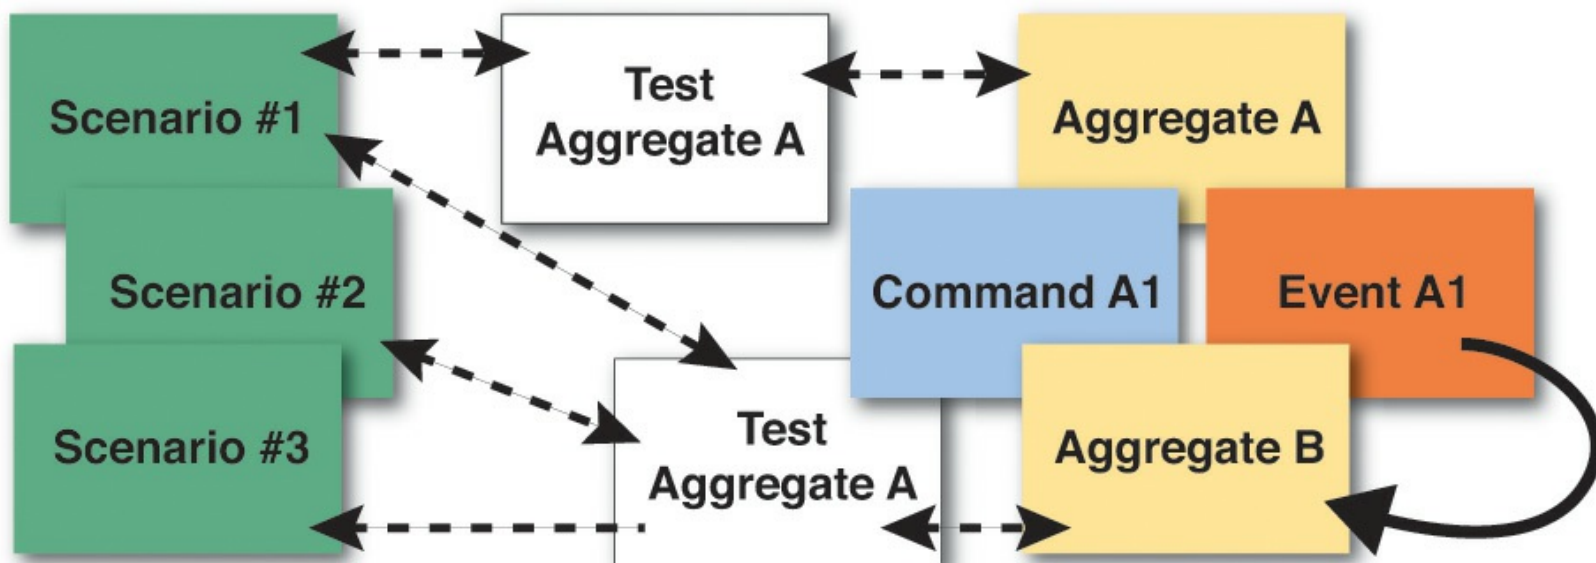 Scenario #1
Test
Aggregate A
Aggregate A
Scenario #2
Command A1
Event A1
Scenario #3
Test
Aggregate A
Aggregate B